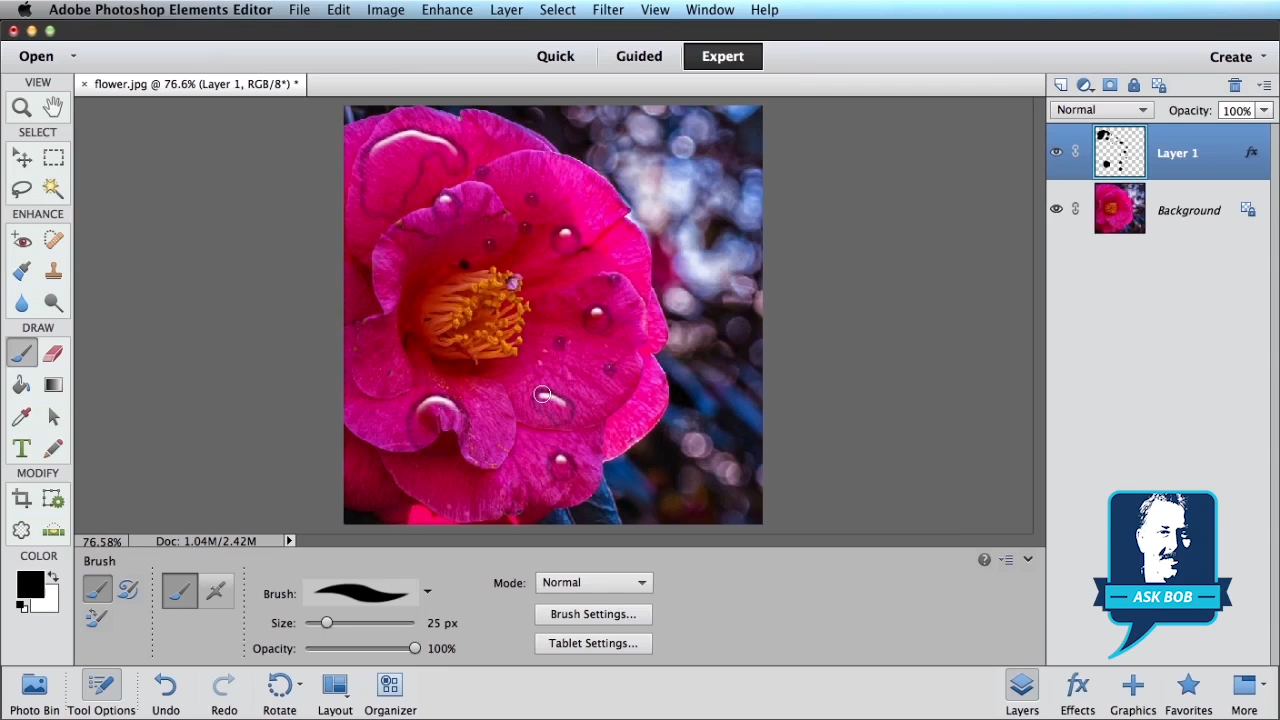 Adobe Photoshop Elements Editor File Edit Image Enhance Layer Select Filter View Window Help
Open Quick Guided Expert Create
VIEW
× flower.jpg @ 76.6% (Layer 1, RGB/8*) *
Normal Opacity: 100%
SELECT
Layer 1 fx
Background
ENHANCE
DRAW
T
MODIFY
76.58% Doc: 1.04M/2.42M
COLOR
Brush
Brush: Mode: Normal
Size: 25 px Brush Settings...
Opacity: 100% Tablet Settings...
ASK BOB
Photo Bin Tool Options Undo Redo Rotate Layout Organizer fx Layers Effects Graphics Favorites More